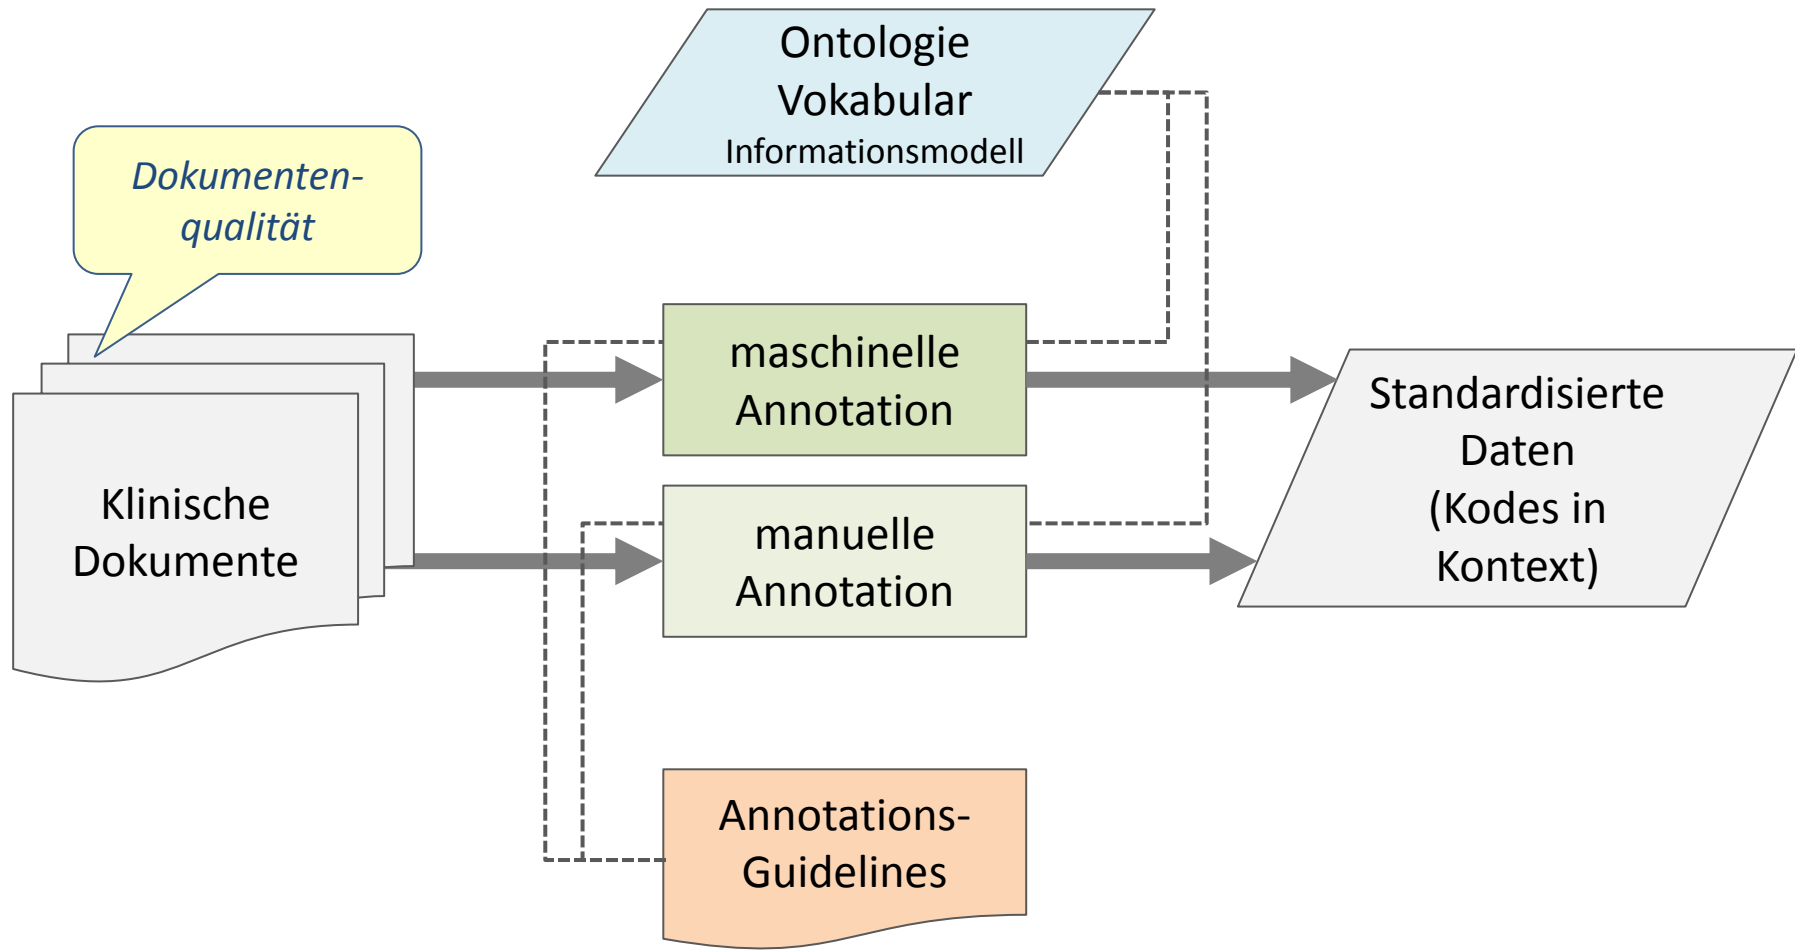 Ontologie
Vokabular
Informationsmodell
Dokumenten-
qualität
maschinelle
Annotation
Standardisierte
Daten
(Kodes in
Kontext)
Klinische
Dokumente
manuelle
Annotation
Annotations-
Guidelines